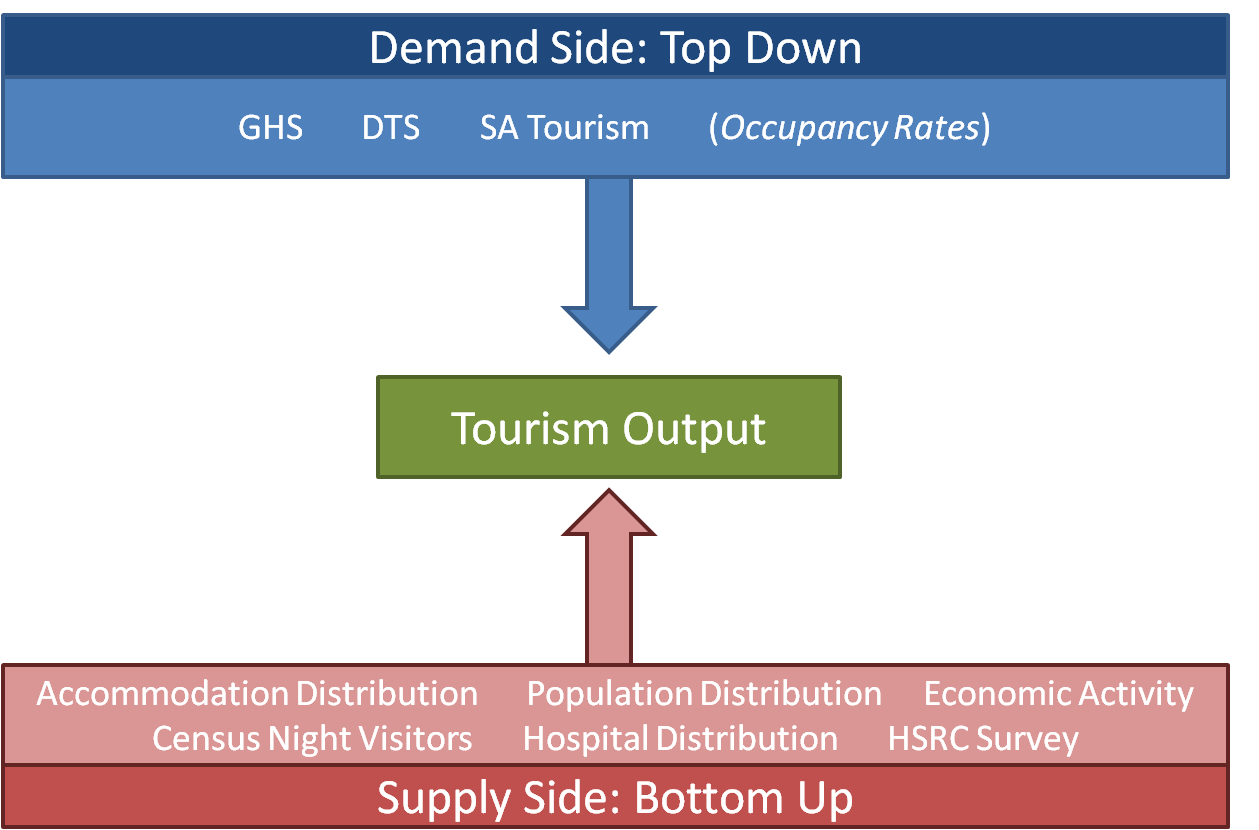 Demand Side: Top Down
GHS DTS SA Tourism (Occupancy Rates)
Tourism Output
Accommodation Distribution Population Distribution Economic Activity
Census Night Visitors Hospital Distribution HSRC Survey
Supply Side: Bottom Up